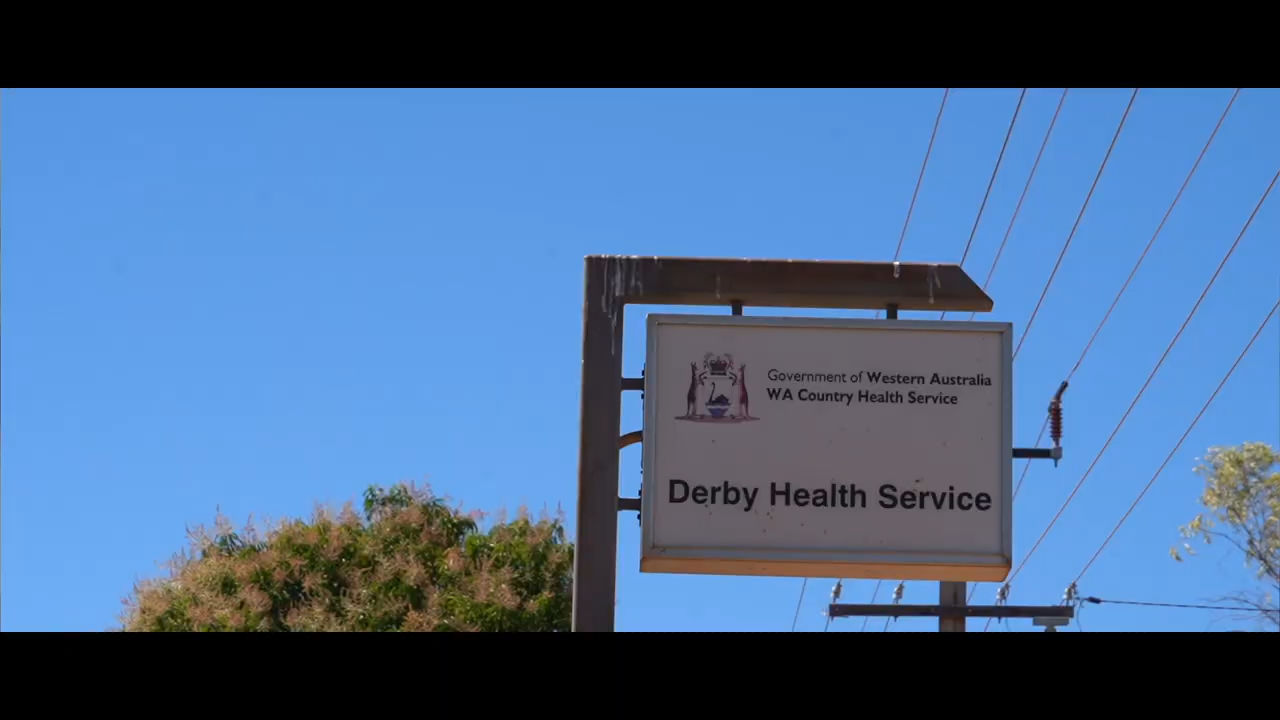 Government of Western Australia
WA Country Health Service
Derby Health Service